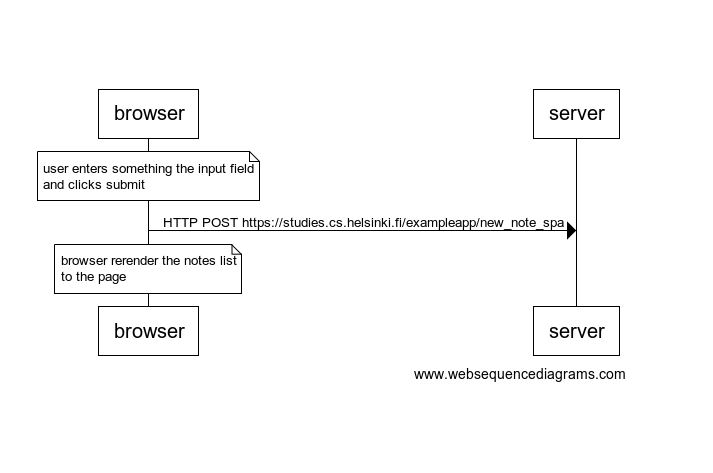 browser
server
user enters something the input field
and clicks submit
HTTP POST https://studies.cs.helsinki.fi/exampleapp/new_note_spa
browser rerender the notes list
to the page
browser
server
www.websequencediagrams.com